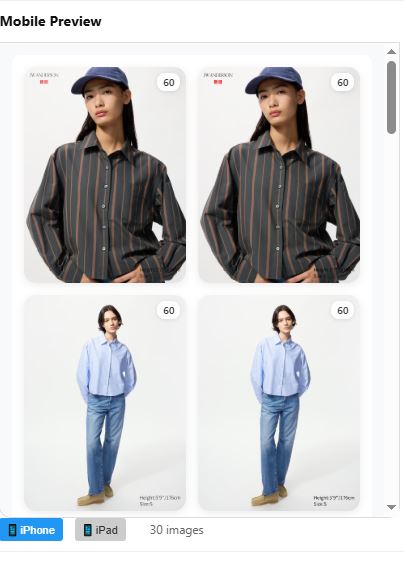 Mobile Preview
JW ANDERSON
60
JW ANDERSON
60
60
Height:5'9"/176cm
Size:S
60
Height:5'9"/176cm
Size:S
iPhone
iPad
30 images